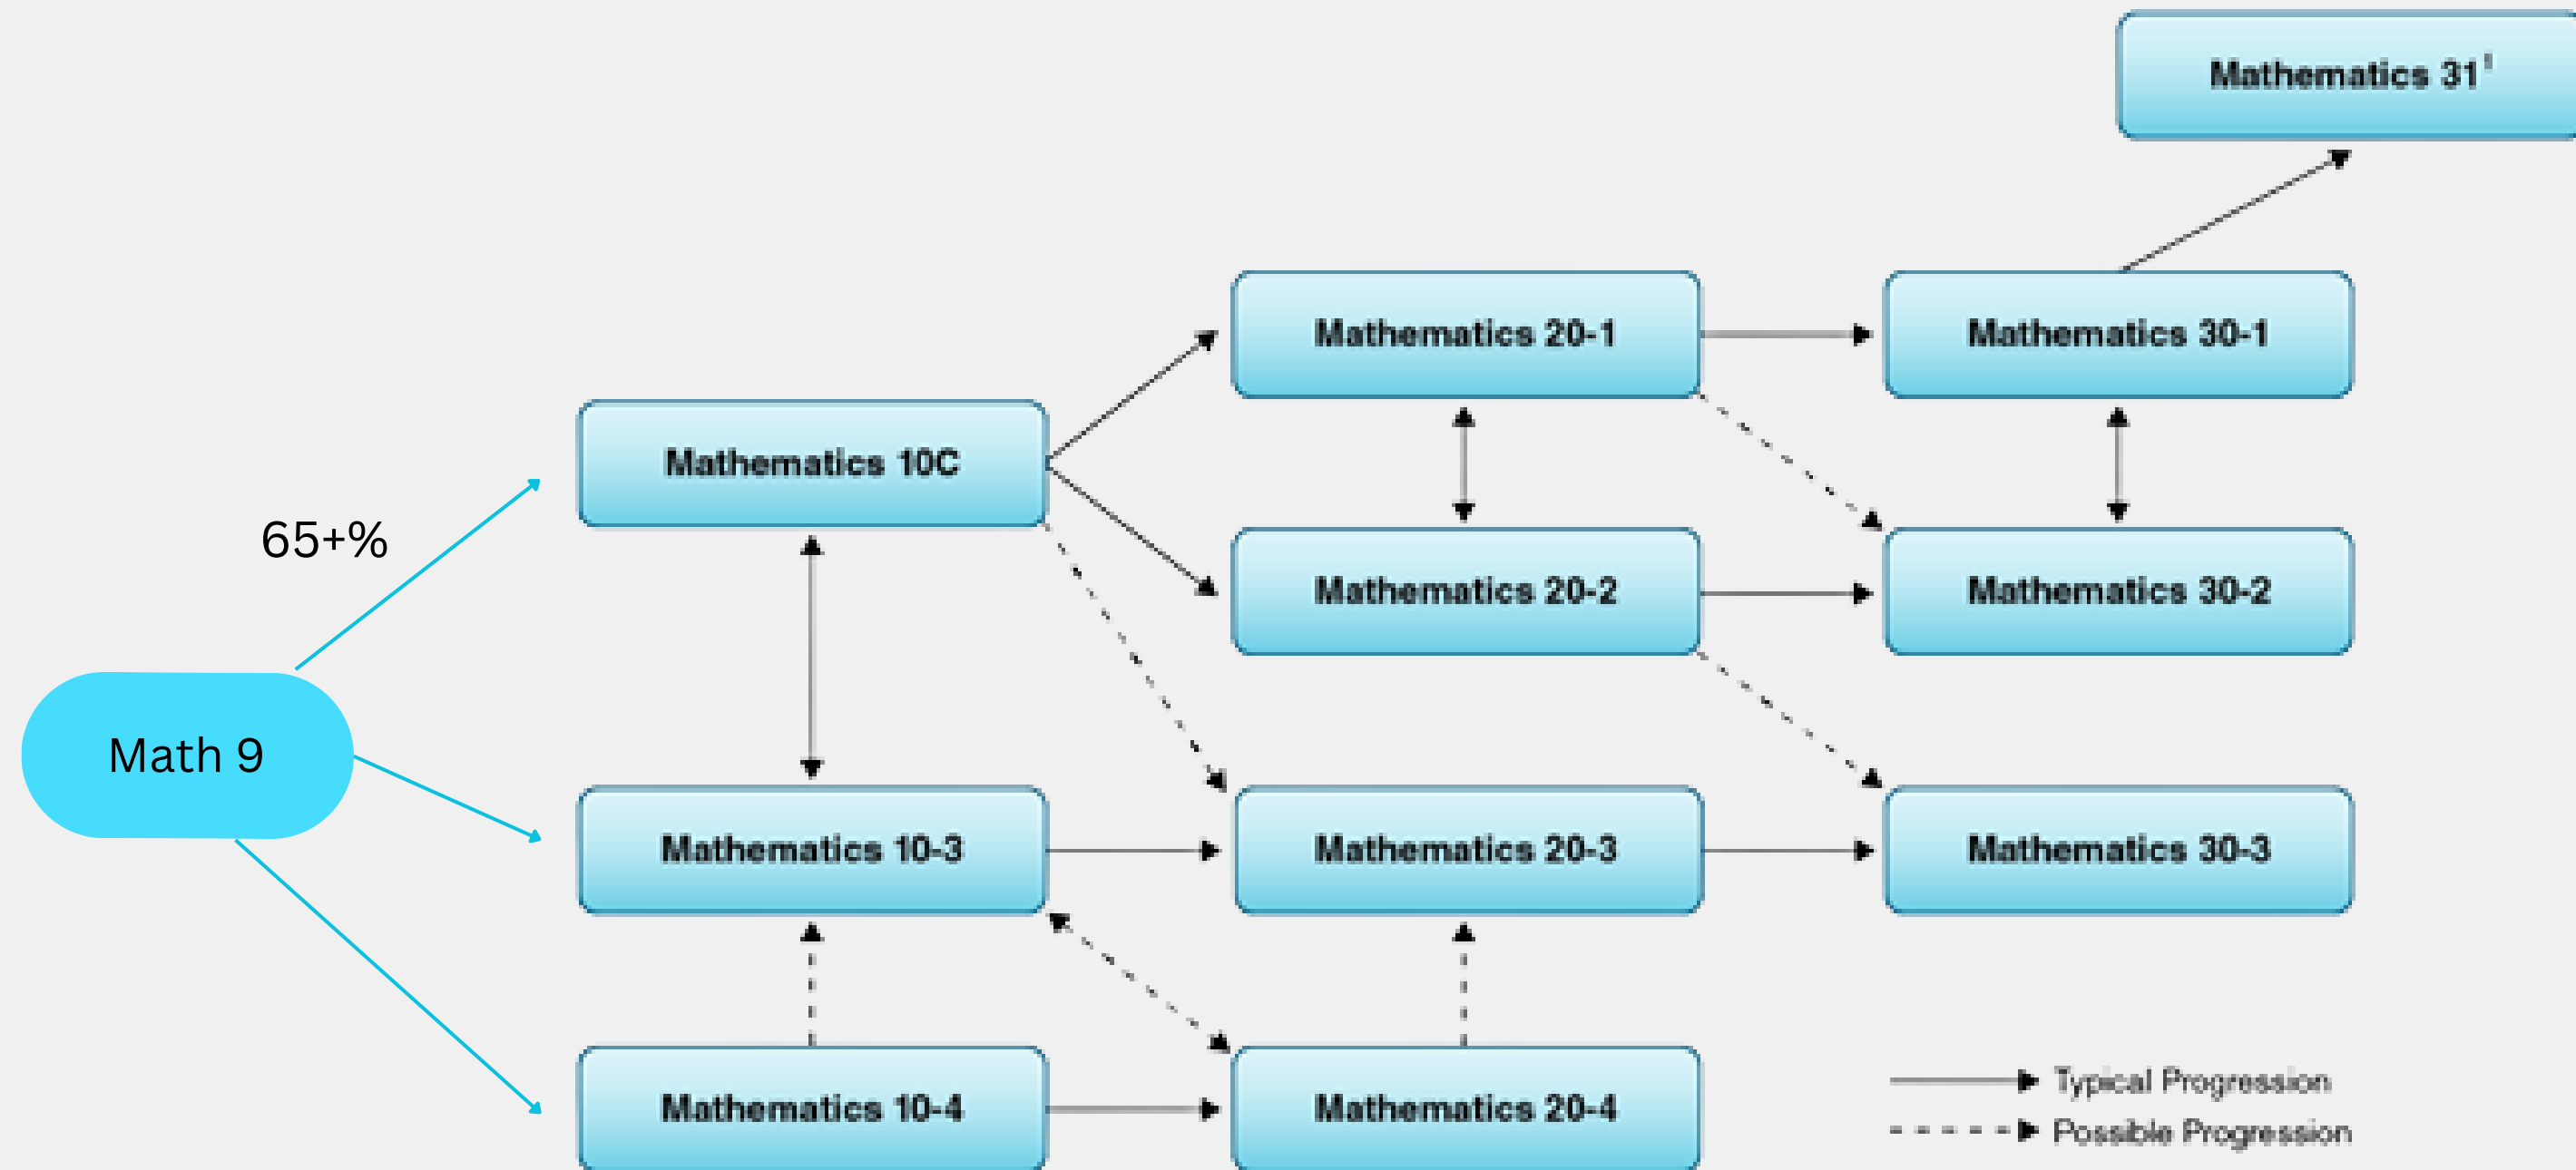 Mathematics 31¹
Mathematics 20-1
Mathematics 30-1
Mathematics 10C
65+%
Mathematics 20-2
Mathematics 30-2
Math 9
Mathematics 10-3
Mathematics 20-3
Mathematics 30-3
Mathematics 10-4
Mathematics 20-4
Typical Progression
Possible Progression